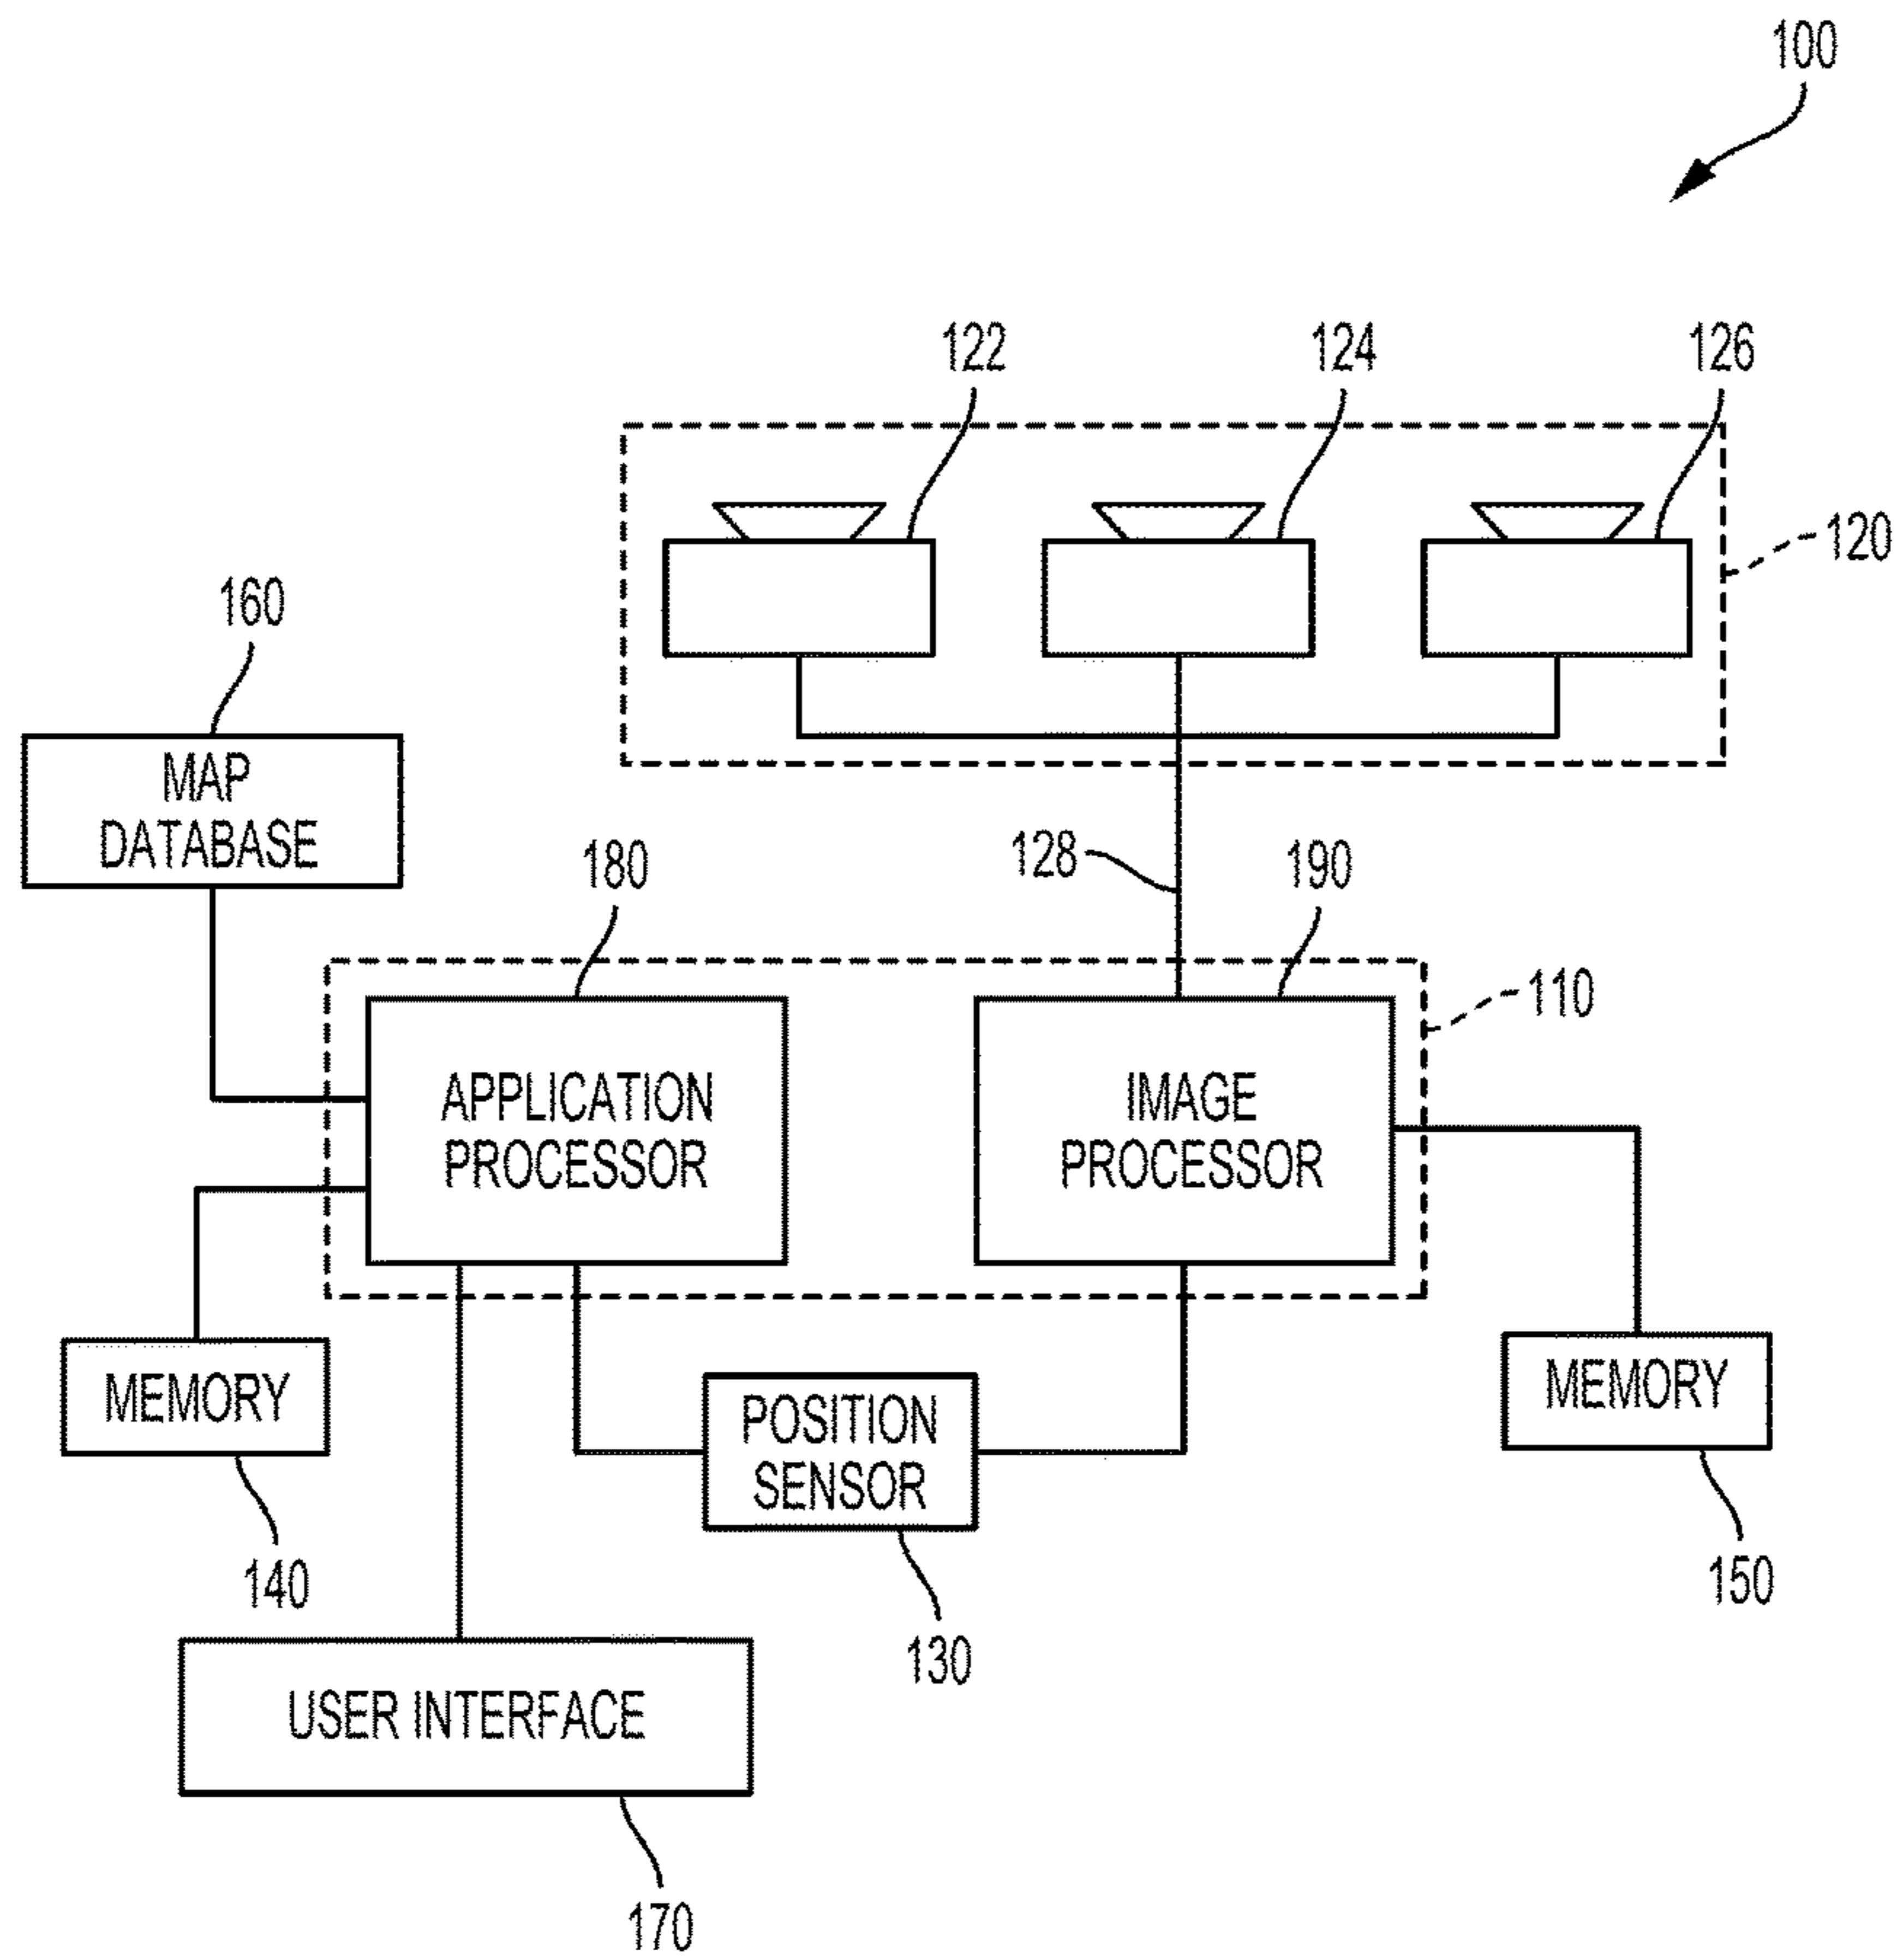 100
122
124
126
120
160
MAP
DATABASE
128
180
190
110
APPLICATION
PROCESSOR
IMAGE
PROCESSOR
MEMORY
POSITION
SENSOR
MEMORY
140
150
130
USER INTERFACE
170